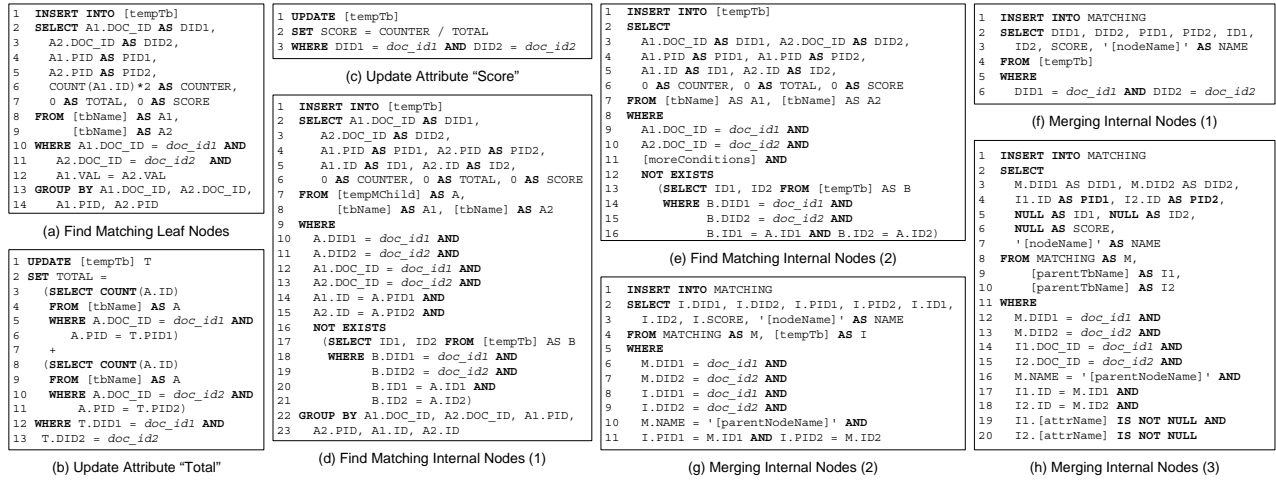 1 INSERT INTO [tempTb]
2 SELECT A1.DOC_ID AS DID1,
3 A2.DOC_ID AS DID2,
4 A1.PID AS PID1,
5 A2.PID AS PID2,
6 COUNT(A1.ID)*2 AS COUNTER,
7 0 AS TOTAL, 0 AS SCORE
8 FROM [tbName] AS A1,
9 [tbName] AS A2
10 WHERE A1.DOC_ID = doc_id1 AND
11 A2.DOC_ID = doc_id2 AND
12 A1.VAL = A2.VAL
13 GROUP BY A1.DOC_ID, A2.DOC_ID,
14 A1.PID, A2.PID
(a) Find Matching Leaf Nodes
1 UPDATE [tempTb] T
2 SET TOTAL =
3 (SELECT COUNT(A.ID)
4 FROM [tbName] AS A
5 WHERE A.DOC_ID = doc_id1 AND
6 A.PID = T.PID1)
7 +
8 (SELECT COUNT(A.ID)
9 FROM [tbName] AS A
10 WHERE A.DOC_ID = doc_id2 AND
11 A.PID = T.PID2)
12 WHERE T.DID1 = doc_id1 AND
13 T.DID2 = doc_id2
(b) Update Attribute “Total”
1 UPDATE [tempTb]
2 SET SCORE = COUNTER / TOTAL
3 WHERE DID1 = doc_id1 AND DID2 = doc_id2
(c) Update Attribute “Score”
1 INSERT INTO [tempTb]
2 SELECT A1.DOC_ID AS DID1,
3 A2.DOC_ID AS DID2,
4 A1.PID AS PID1, A2.PID AS PID2,
5 A1.ID AS ID1, A2.ID AS ID2,
6 0 AS COUNTER, 0 AS TOTAL, 0 AS SCORE
7 FROM [tempMChild] AS A,
8 [tbName] AS A1, [tbName] AS A2
9 WHERE
10 A.DID1 = doc_id1 AND
11 A.DID2 = doc_id2 AND
12 A1.DOC_ID = doc_id1 AND
13 A2.DOC_ID = doc_id2 AND
14 A1.ID = A.PID1 AND
15 A2.ID = A.PID2 AND
16 NOT EXISTS
17 (SELECT ID1, ID2 FROM [tempTb] AS B
18 WHERE B.DID1 = doc_id1 AND
19 B.DID2 = doc_id2 AND
20 B.ID1 = A.ID1 AND
21 B.ID2 = A.ID2)
22 GROUP BY A1.DOC_ID, A2.DOC_ID, A1.PID,
23 A2.PID, A1.ID, A2.ID
(d) Find Matching Internal Nodes (1)
1 INSERT INTO [tempTb]
2 SELECT
3 A1.DOC_ID AS DID1, A2.DOC_ID AS DID2,
4 A1.PID AS PID1, A1.PID AS PID2,
5 A1.ID AS ID1, A2.ID AS ID2,
6 0 AS COUNTER, 0 AS TOTAL, 0 AS SCORE
7 FROM [tbName] AS A1, [tbName] AS A2
8 WHERE
9 A1.DOC_ID = doc_id1 AND
10 A2.DOC_ID = doc_id2 AND
11 [moreConditions] AND
12 NOT EXISTS
13 (SELECT ID1, ID2 FROM [tempTb] AS B
14 WHERE B.DID1 = doc_id1 AND
15 B.DID2 = doc_id2 AND
16 B.ID1 = A.ID1 AND B.ID2 = A.ID2)
(e) Find Matching Internal Nodes (2)
1 INSERT INTO MATCHING
2 SELECT I.DID1, I.DID2, I.PID1, I.PID2, I.ID1,
3 I.ID2, I.SCORE, '[nodeName]' AS NAME
4 FROM MATCHING AS M, [tempTb] AS I
5 WHERE
6 M.DID1 = doc_id1 AND
7 M.DID2 = doc_id2 AND
8 I.DID1 = doc_id1 AND
9 I.DID2 = doc_id2 AND
10 M.NAME = '[parentNodeName]' AND
11 I.PID1 = M.ID1 AND I.PID2 = M.ID2
(g) Merging Internal Nodes (2)
1 INSERT INTO MATCHING
2 SELECT DID1, DID2, PID1, PID2, ID1,
3 ID2, SCORE, '[nodeName]' AS NAME
4 FROM [tempTb]
5 WHERE
6 DID1 = doc_id1 AND DID2 = doc_id2
(f) Merging Internal Nodes (1)
1 INSERT INTO MATCHING
2 SELECT
3 M.DID1 AS DID1, M.DID2 AS DID2,
4 I1.ID AS PID1, I2.ID AS PID2,
5 NULL AS ID1, NULL AS ID2,
6 NULL AS SCORE,
7 '[nodeName]' AS NAME
8 FROM MATCHING AS M,
9 [parentTbName] AS I1,
10 [parentTbName] AS I2
11 WHERE
12 M.DID1 = doc_id1 AND
13 M.DID2 = doc_id2 AND
14 I1.DOC_ID = doc_id1 AND
15 I2.DOC_ID = doc_id2 AND
16 M.NAME = '[parentNodeName]' AND
17 I1.ID = M.ID1 AND
18 I2.ID = M.ID2 AND
19 I1.[attrName] IS NOT NULL AND
20 I2.[attrName] IS NOT NULL
(h) Merging Internal Nodes (3)